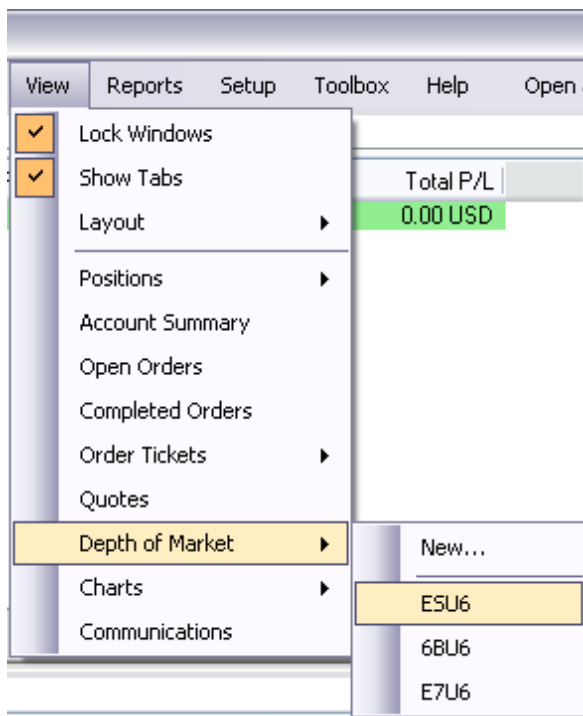 View Reports Setup Toolbox Help Open
Lock Windows
Show Tabs
Total P/L
Layout
0.00 USD
Positions
Account Summary
Open Orders
Completed Orders
Order Tickets
Quotes
Depth of Market
New...
Charts
ESU6
Communications
6BU6
E7U6